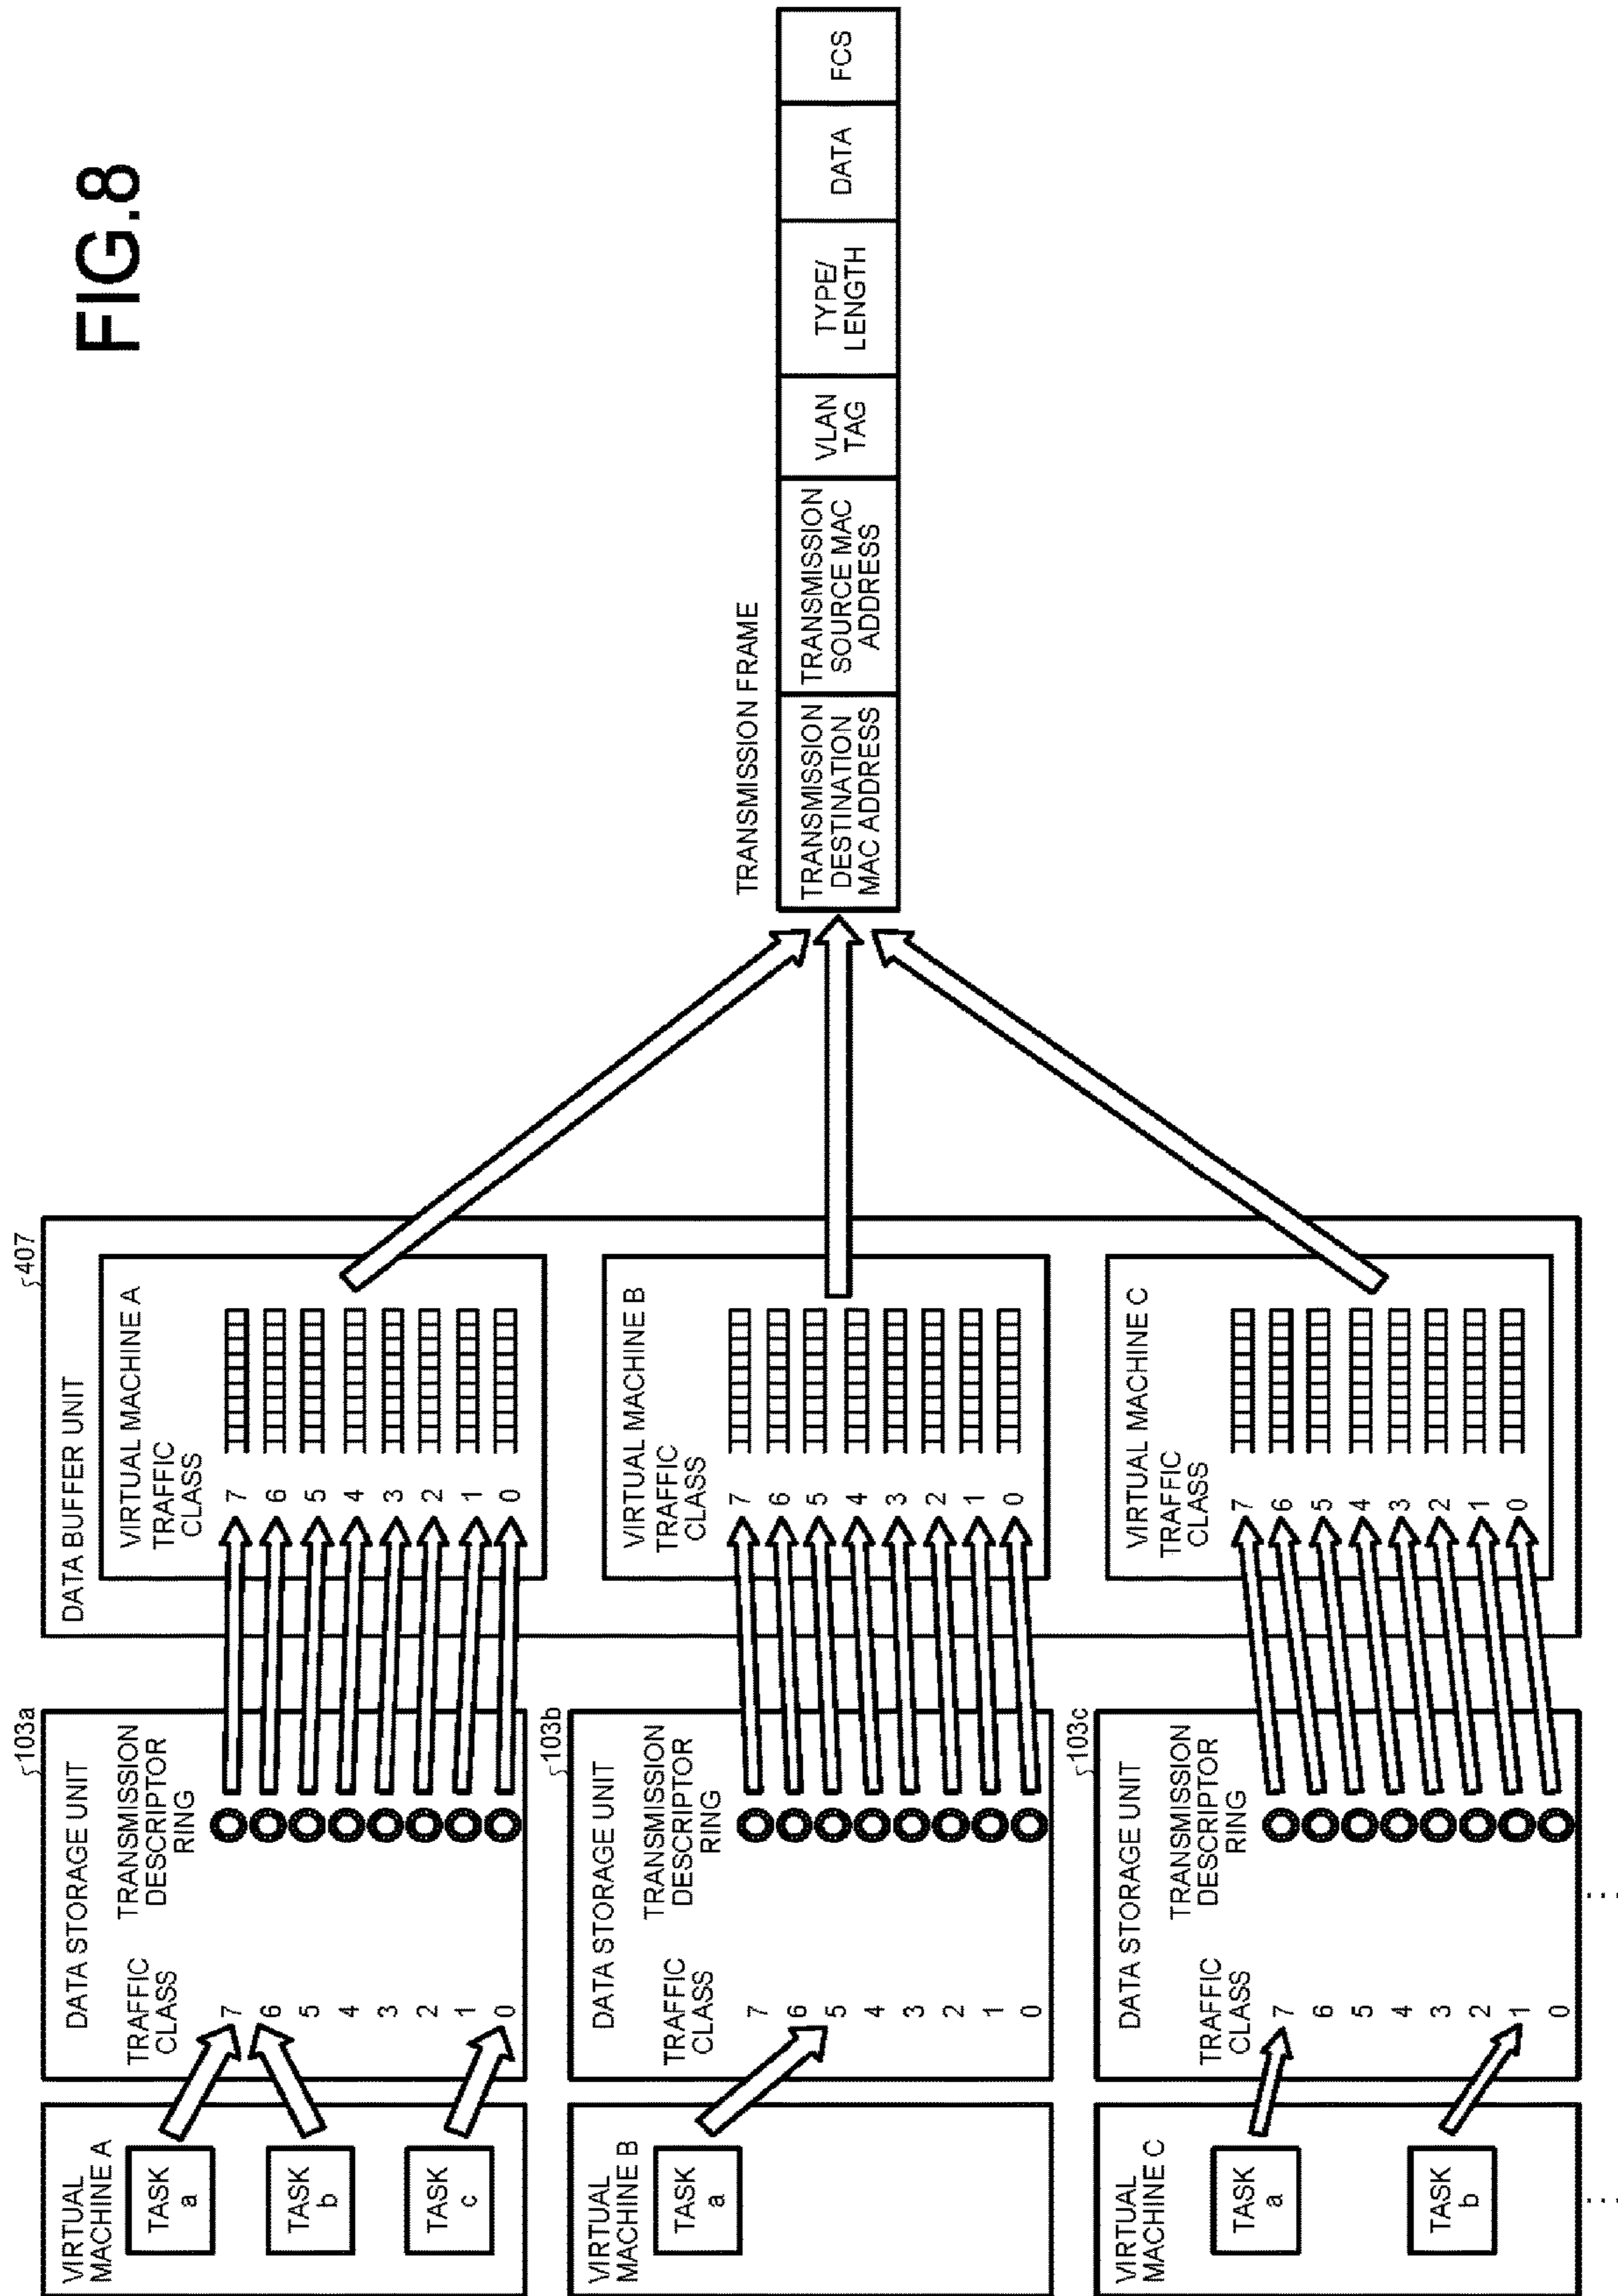 FIG.8
VIRTUAL
MACHINE A
TASK
a
TASK
b
TASK
c
103a
DATA STORAGE UNIT
TRAFFIC
CLASS
TRANSMISSION
DESCRIPTOR
RING
7
6
5
4
3
2
1
0
VIRTUAL
MACHINE B
TASK
a
103b
DATA STORAGE UNIT
TRAFFIC
CLASS
TRANSMISSION
DESCRIPTOR
RING
7
6
5
4
3
2
1
0
VIRTUAL
MACHINE C
TASK
a
TASK
b
103c
DATA STORAGE UNIT
TRAFFIC
CLASS
TRANSMISSION
DESCRIPTOR
RING
7
6
5
4
3
2
1
0
...
...
407
DATA BUFFER UNIT
VIRTUAL MACHINE A
TRAFFIC
CLASS
7
6
5
4
3
2
1
0
VIRTUAL MACHINE B
TRAFFIC
CLASS
7
6
5
4
3
2
1
0
VIRTUAL MACHINE C
TRAFFIC
CLASS
7
6
5
4
3
2
1
0
TRANSMISSION FRAME
TRANSMISSION
DESTINATION
MAC ADDRESS
TRANSMISSION
SOURCE MAC
ADDRESS
VLAN
TAG
TYPE/
LENGTH
DATA
FCS